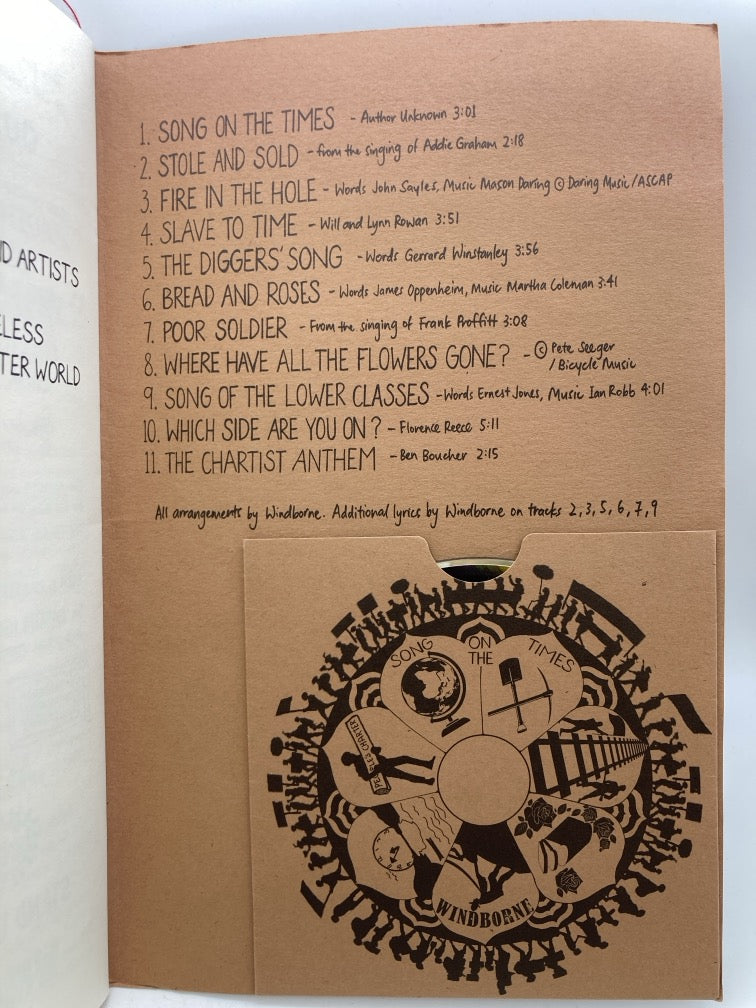 D ARTISTS
ELESS
TER WORLD
1. SONG ON THE TIMES - Author Unknown 3:01
2. STOLE AND SOLD - from the singing of Addie Graham 2:18
3. FIRE IN THE HOLE - Words John Sayles, Music Mason Daring © Daring Music/ASCAP
4. SLAVE TO TIME - Will and Lynn Rowan 3:51
5. THE DIGGERS' SONG - Words Gerrard Winstanley 3:56
6. BREAD AND ROSES - Words James Oppenheim, Music Martha Coleman 3:41
7. POOR SOLDIER - From the singing of Frank Proffitt 3:08
8. WHERE HAVE ALL THE FLOWERS GONE? - © Pete Seeger
/Bicycle Music
9. SONG OF THE LOWER CLASSES - Words Ernest Jones, Music Ian Robb 4:01
10. WHICH SIDE ARE YOU ON? - Florence Reece 5:11
11. THE CHARTIST ANTHEM - Ben Boucher 2:15
All arrangements by Windborne. Additional lyrics by Windborne on tracks 2,3,5,6,7,9
SONG ON THE TIMES
PE PLES CHARTER
WINDBORNE